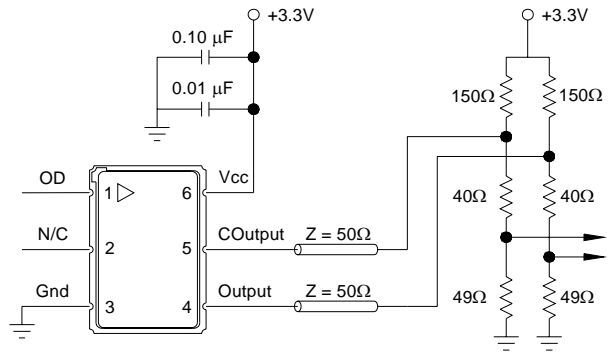 +3.3V
+3.3V
0.10 µF
0.01 µF
150Ω
150Ω
OD
1
6
Vcc
40Ω
40Ω
N/C
2
5
COutput
Z = 50Ω
Gnd
3
4
Output
Z = 50Ω
49Ω
49Ω